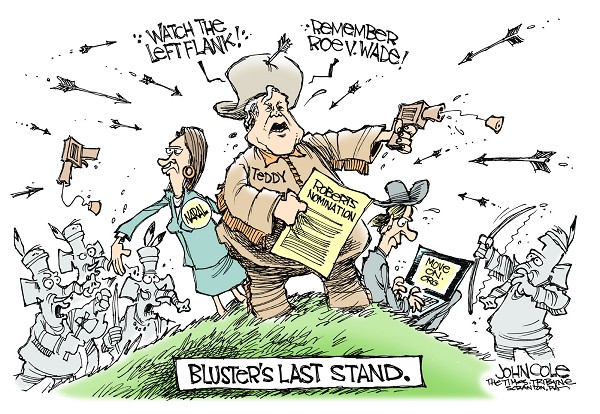 "WATCH THE
LEFT FLANK!"
"REMEMBER
ROE V. WADE!"
TEDDY
NARAL
ROBERTS
NOMINATION
MOVE
ON.
ORG
BLUSTER'S LAST STAND.
JOHN COLE
THE TIMES-TRIBUNE
SCRANTON, PA